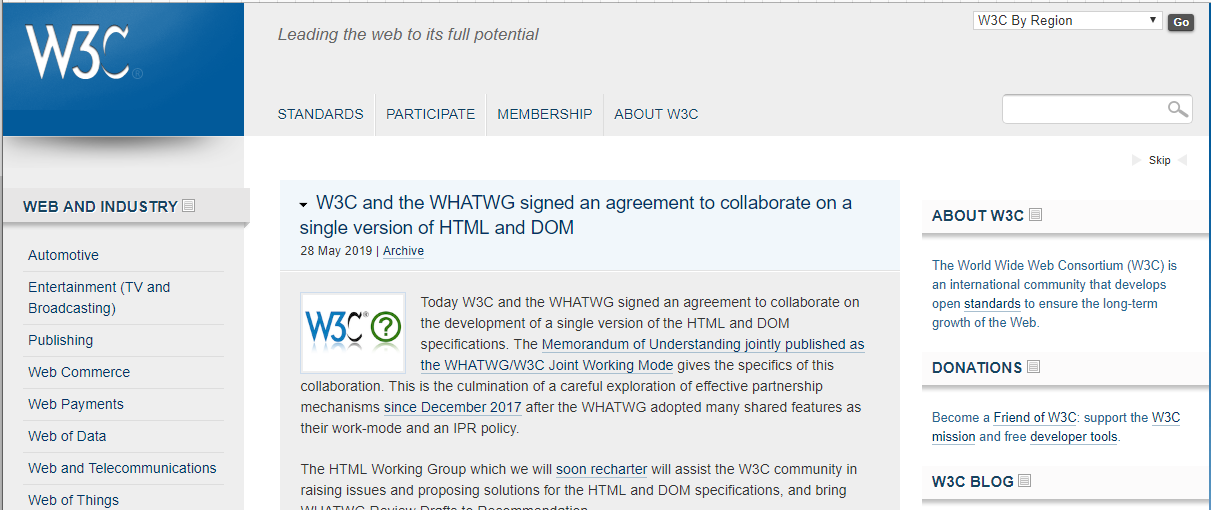 W3C®
Leading the web to its full potential
W3C By Region
Go
STANDARDS
PARTICIPATE
MEMBERSHIP
ABOUT W3C
Skip
WEB AND INDUSTRY
Automotive
Entertainment (TV and
Broadcasting)
Publishing
Web Commerce
Web Payments
Web of Data
Web and Telecommunications
Web of Things
W3C and the WHATWG signed an agreement to collaborate on a
single version of HTML and DOM
28 May 2019 | Archive
W3C® ?
Today W3C and the WHATWG signed an agreement to collaborate on
the development of a single version of the HTML and DOM
specifications. The Memorandum of Understanding jointly published as
the WHATWG/W3C Joint Working Mode gives the specifics of this
collaboration. This is the culmination of a careful exploration of effective partnership
mechanisms since December 2017 after the WHATWG adopted many shared features as
their work-mode and an IPR policy.
The HTML Working Group which we will soon recharter will assist the W3C community in
raising issues and proposing solutions for the HTML and DOM specifications, and bring
WHATWG Review Drafts to Recommendation.
ABOUT W3C
The World Wide Web Consortium (W3C) is
an international community that develops
open standards to ensure the long-term
growth of the Web.
DONATIONS
Become a Friend of W3C: support the W3C
mission and free developer tools.
W3C BLOG